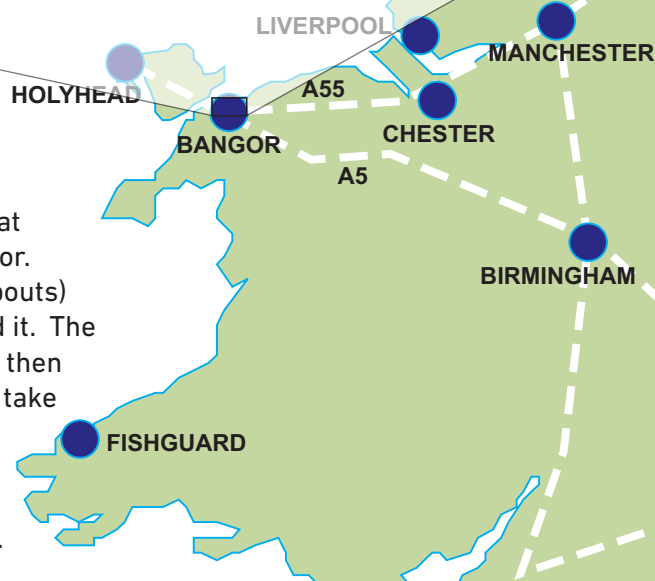 LIVERPOOL
MANCHESTER
HOLYHEAD
A55
BANGOR
CHESTER
A5
at
or.
outs)
d it. The
then
take
BIRMINGHAM
FISHGUARD
.